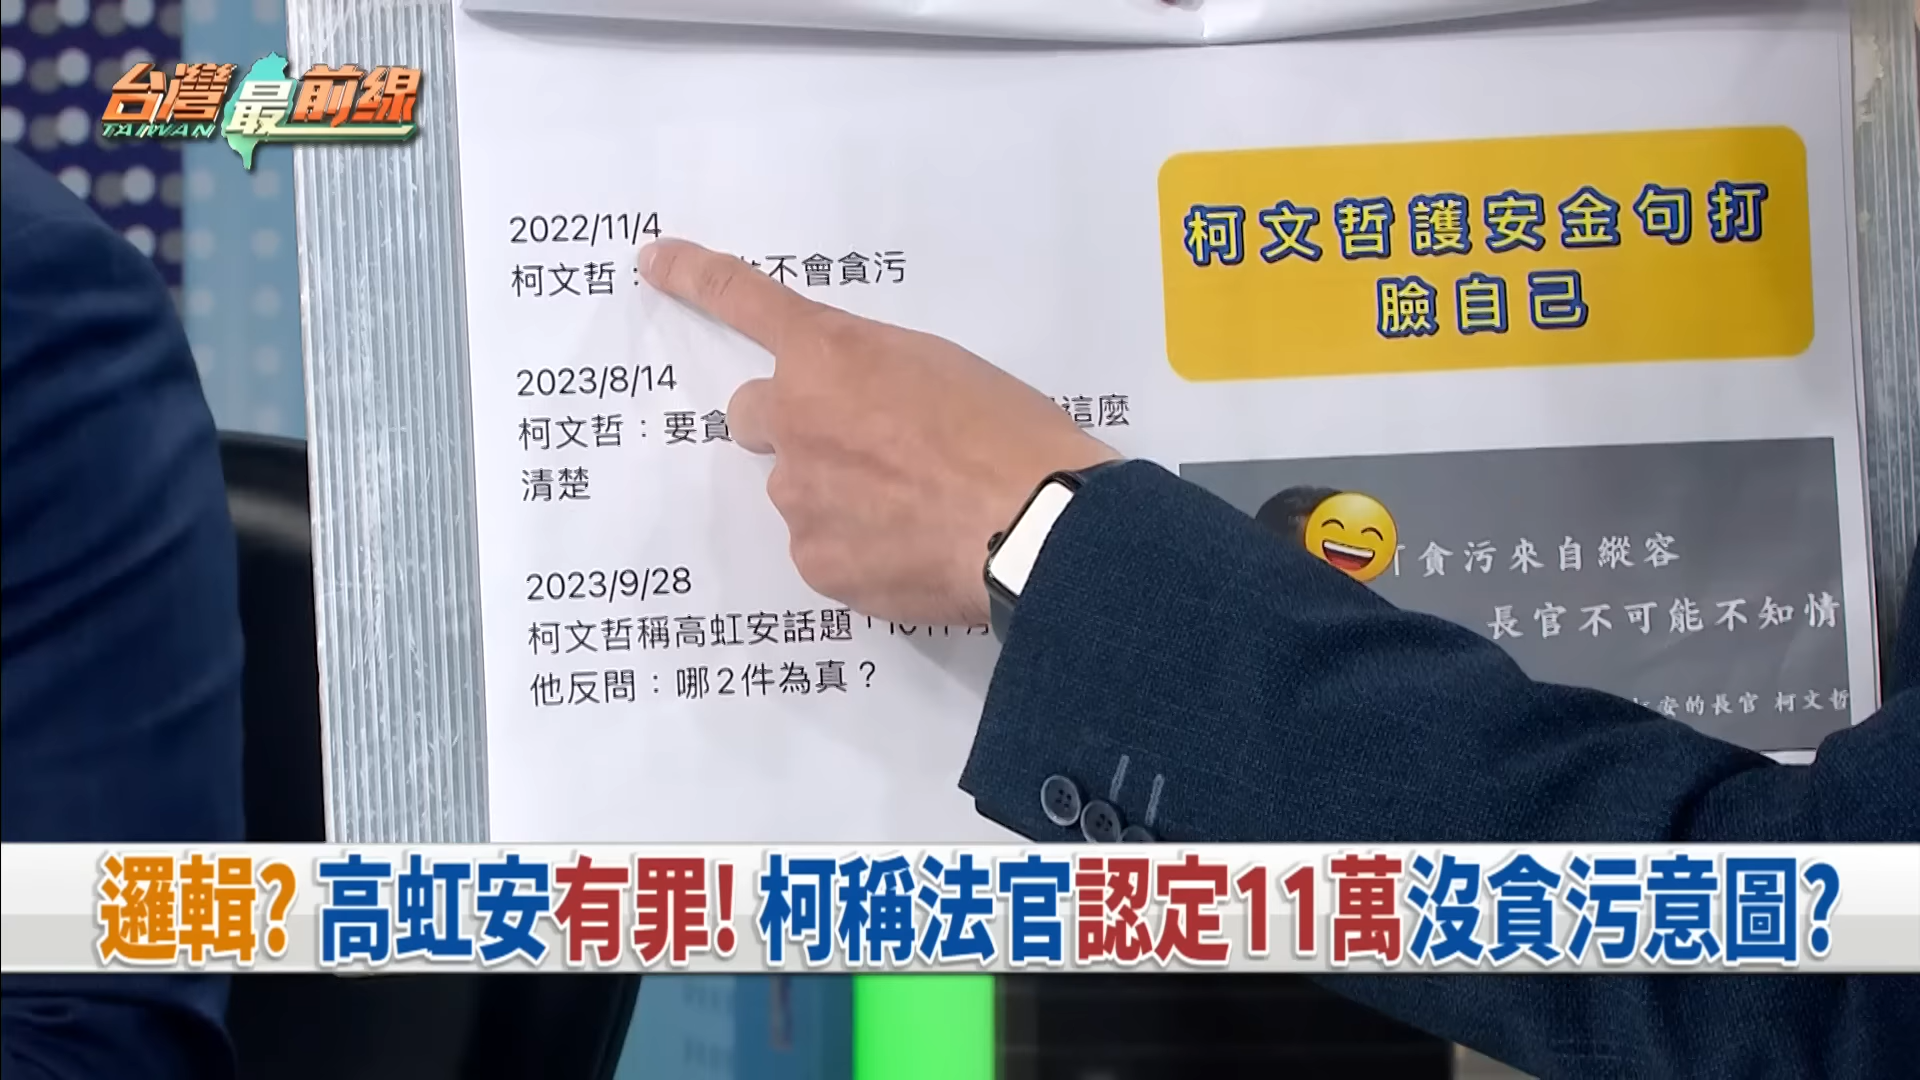 台灣最前線
TAIWAN
2022/11/4
柯文哲：不會貪污
2023/8/14
柯文哲：要貪這麼
清楚
2023/9/28
柯文哲稱高虹安話題「10件有
他反問：哪2件為真？
柯文哲護安金句打
臉自己
貪污來自縱容
長官不可能不知情
安的長官 柯文哲
邏輯?高虹安有罪!柯稱法官認定11萬沒貪污意圖?